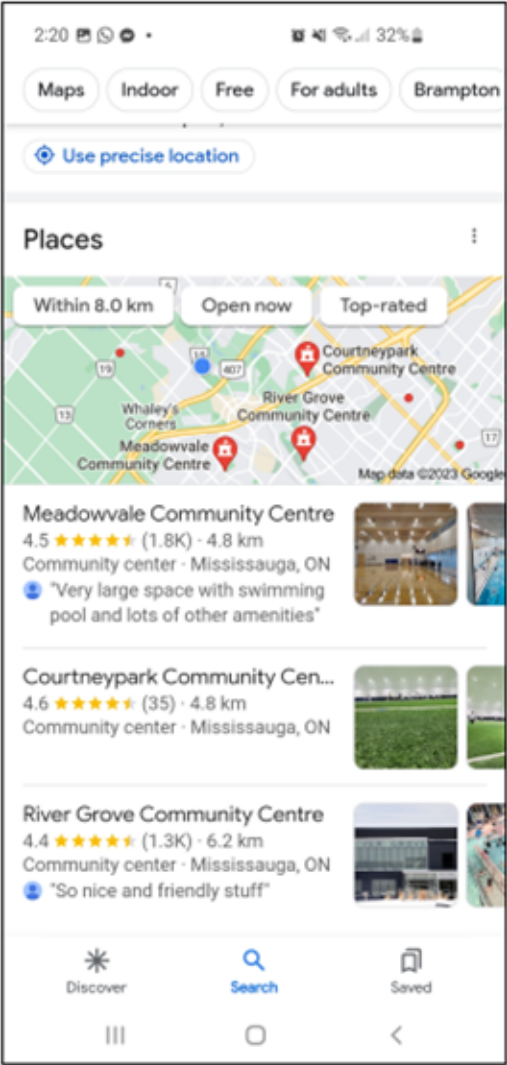 2:20 32%
Maps Indoor Free For adults Brampton
Use precise location
Places
Within 8.0 km Open now Top-rated
19 15 407
Courtneypark
Community Centre
13
Whaley's
Corners
River Grove
Community Centre
Meadowvale
Community Centre
17
Map data ©2023 Google
Meadowvale Community Centre
4.5 (1.8K) · 4.8 km
Community center · Mississauga, ON
"Very large space with swimming
pool and lots of other amenities"
Courtneypark Community Cen...
4.6 (35) · 4.8 km
Community center · Mississauga, ON
River Grove Community Centre
4.4 (1.3K) · 6.2 km
Community center · Mississauga, ON
"So nice and friendly stuff"
Discover Search Saved